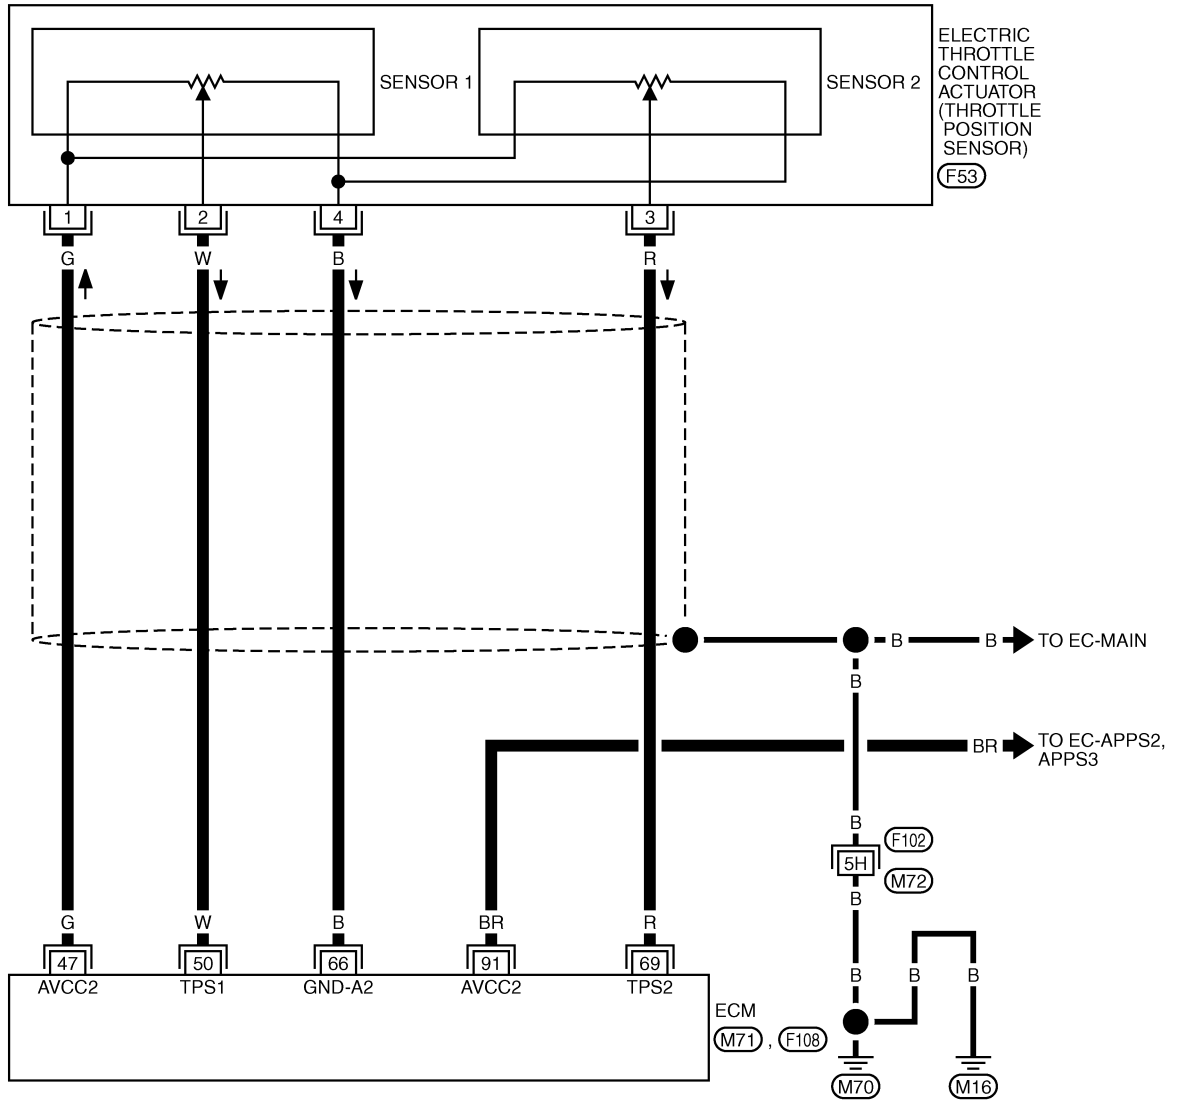 ELECTRIC
THROTTLE
CONTROL
ACTUATOR
(THROTTLE
POSITION
SENSOR)
SENSOR 1
SENSOR 2
F53
1 2 4 3
G W B R
B B TO EC-MAIN
B
BR TO EC-APPS2,
APPS3
B
F102
5H
M72
B
G W B BR R
47 50 66 91 69
AVCC2 TPS1 GND-A2 AVCC2 TPS2
B B B
ECM
M71 , F108
M70 M16